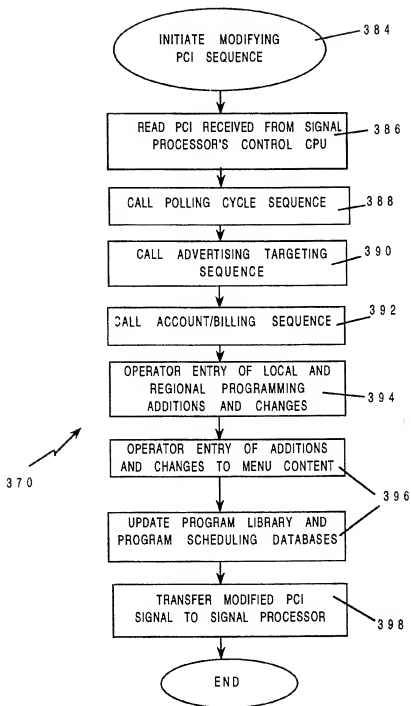 INITIATE MODIFYING
PCI SEQUENCE
384
READ PCI RECEIVED FROM SIGNAL
PROCESSOR'S CONTROL CPU
386
CALL POLLING CYCLE SEQUENCE
388
CALL ADVERTISING TARGETING
SEQUENCE
390
CALL ACCOUNT/BILLING SEQUENCE
392
OPERATOR ENTRY OF LOCAL AND
REGIONAL PROGRAMMING
ADDITIONS AND CHANGES
394
370
OPERATOR ENTRY OF ADDITIONS
AND CHANGES TO MENU CONTENT
396
UPDATE PROGRAM LIBRARY AND
PROGRAM SCHEDULING DATABASES
TRANSFER MODIFIED PCI
SIGNAL TO SIGNAL PROCESSOR
398
END